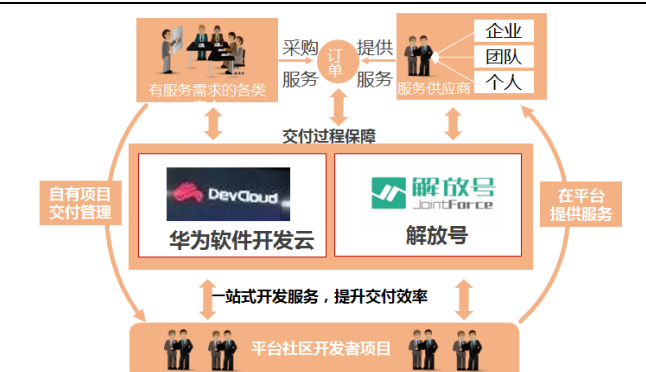 采购
服务
订
单
提供
服务
企业
团队
个人
有服务需求的各类
服务供应商
交付过程保障
自有项目
交付管理
DevCloud
华为软件开发云
解放号
JointForce
解放号
在平台
提供服务
一站式开发服务，提升交付效率
平台社区开发者项目